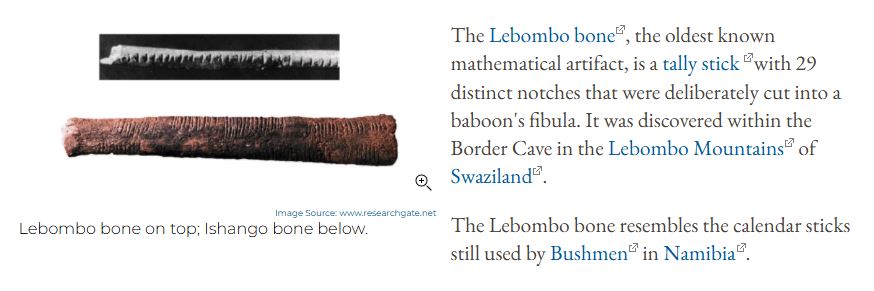 Image Source: www.researchgate.net
Lebombo bone on top; Ishango bone below.
The Lebombo bone, the oldest known
mathematical artifact, is a tally stick with 29
distinct notches that were deliberately cut into a
baboon's fibula. It was discovered within the
Border Cave in the Lebombo Mountains of
Swaziland.
The Lebombo bone resembles the calendar sticks
still used by Bushmen in Namibia.